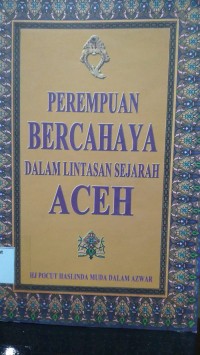 PEREMPUAN
BERCAHAYA
DALAM LINTASAN SEJARAH
ACEH
HJ POCUT HASLINDA MUDA DALAM AZWAR